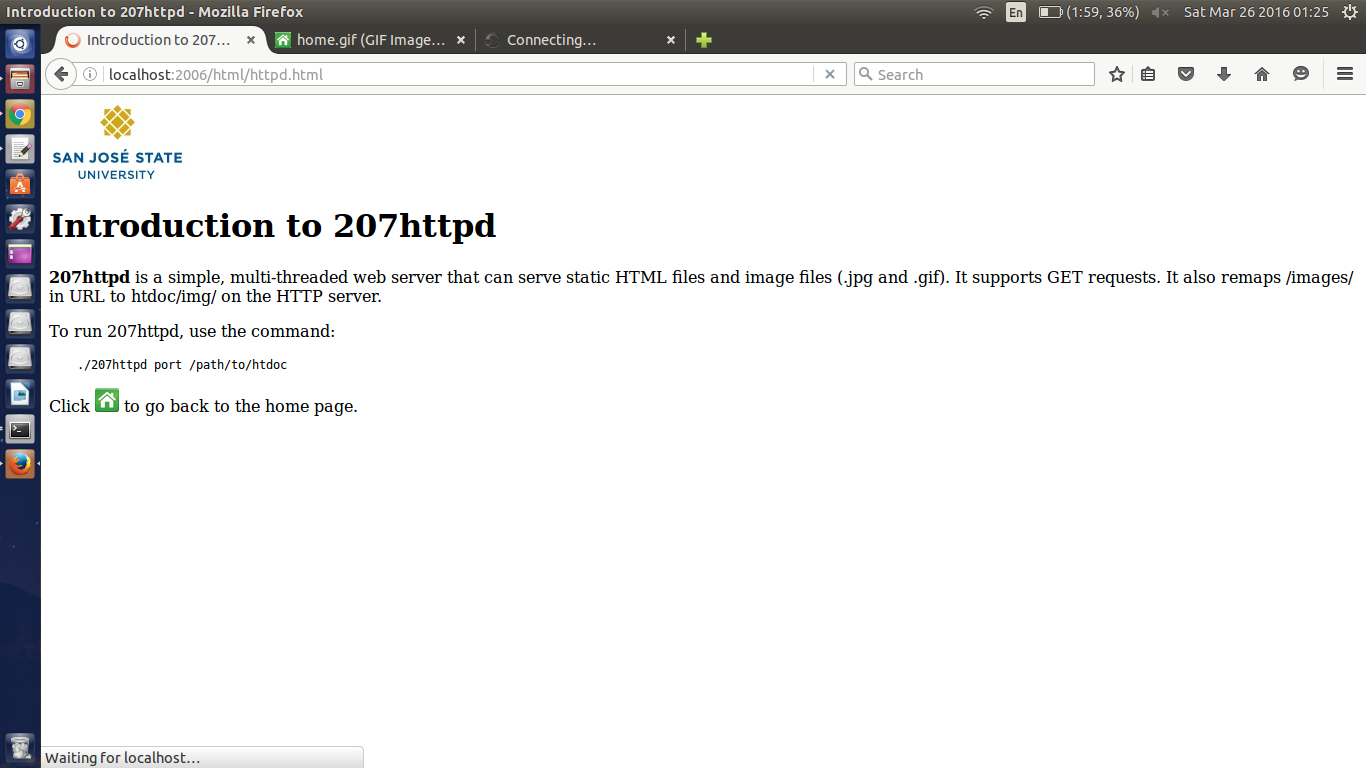 Introduction to 207httpd - Mozilla Firefox
En
(1:59, 36%)
Sat Mar 26 2016 01:25
Introduction to 207...
home.gif (GIF Image...
Connecting...
localhost:2006/html/httpd.html
Search
SAN JOSÉ STATE
UNIVERSITY
Introduction to 207httpd
207httpd is a simple, multi-threaded web server that can serve static HTML files and image files (.jpg and .gif). It supports GET requests. It also remaps /images/
in URL to htdoc/img/ on the HTTP server.
To run 207httpd, use the command:
./207httpd port /path/to/htdoc
Click to go back to the home page.
Waiting for localhost...